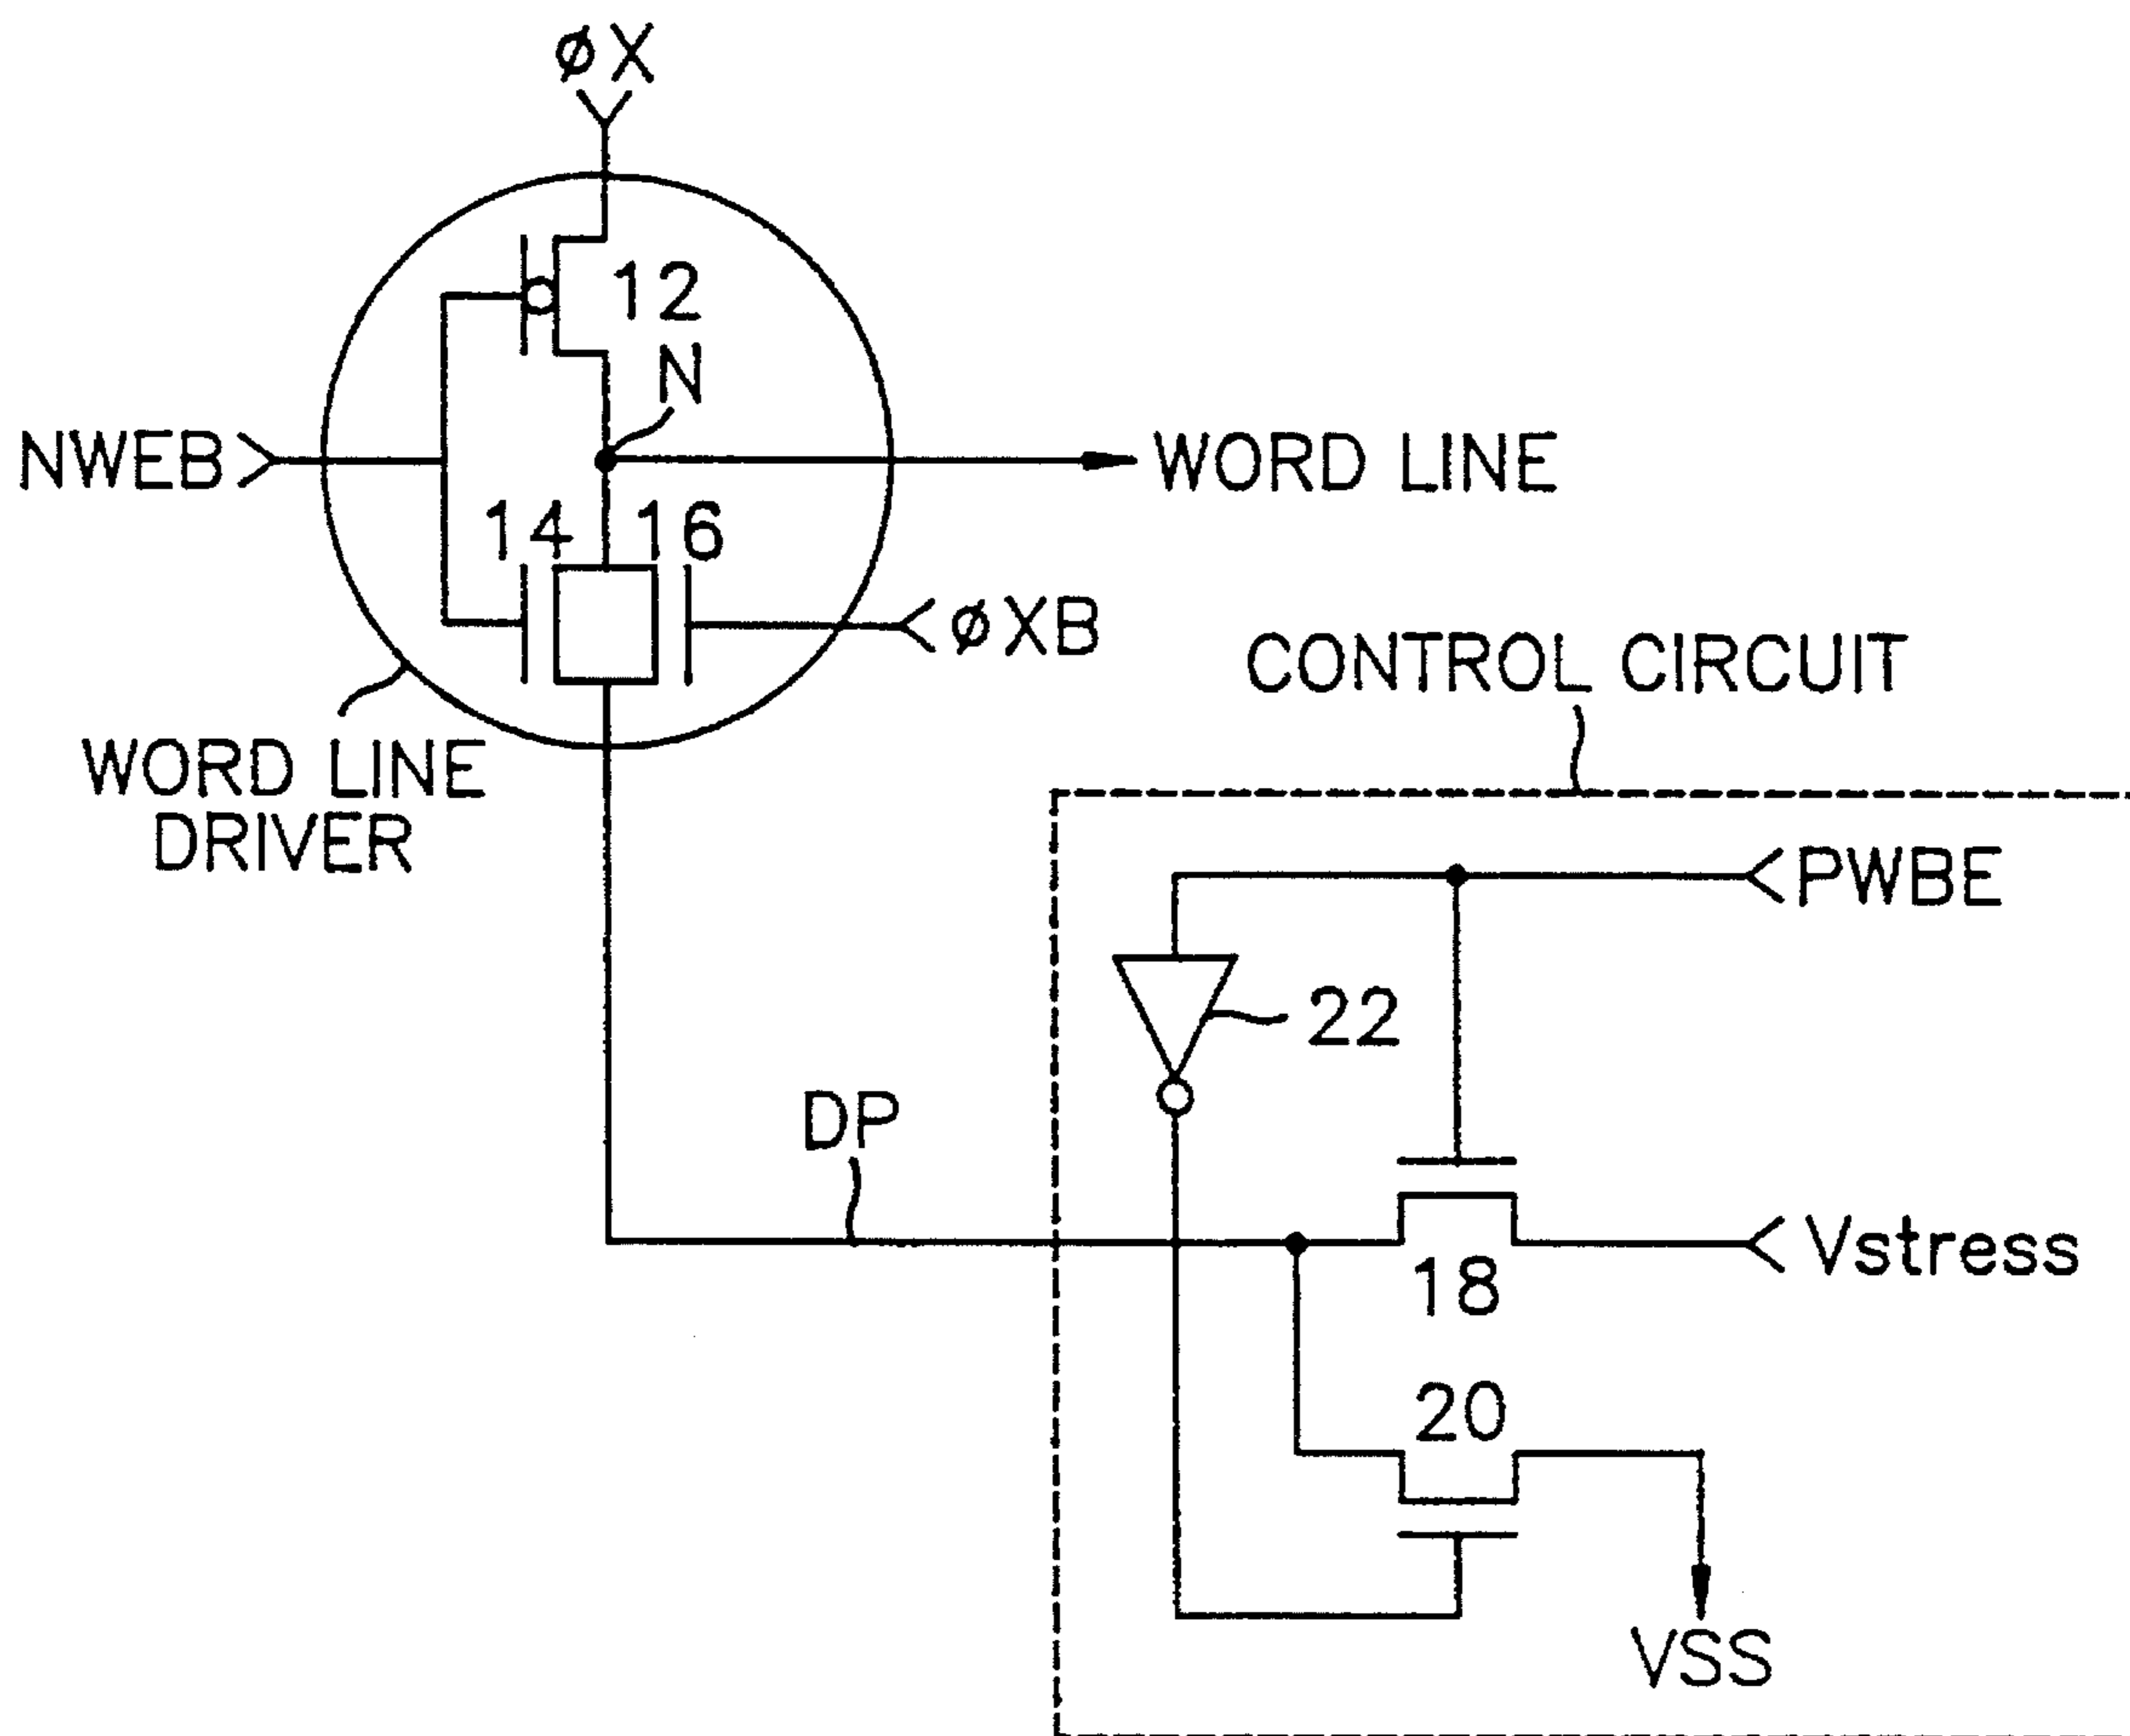 øX
12
N
NWEB
WORD LINE
14
16
øXB
CONTROL CIRCUIT
WORD LINE
DRIVER
PWBE
22
DP
Vstress
18
20
VSS